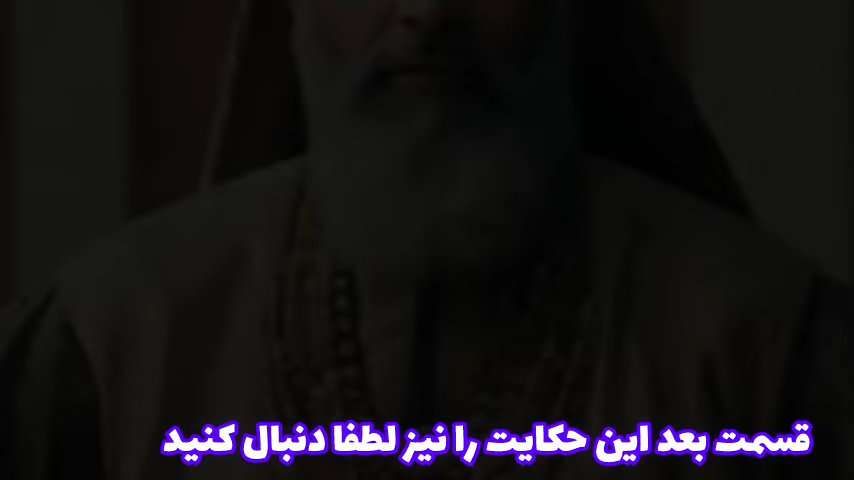 قسمت بعد این حکایت را نیز لطفا دنبال کنید